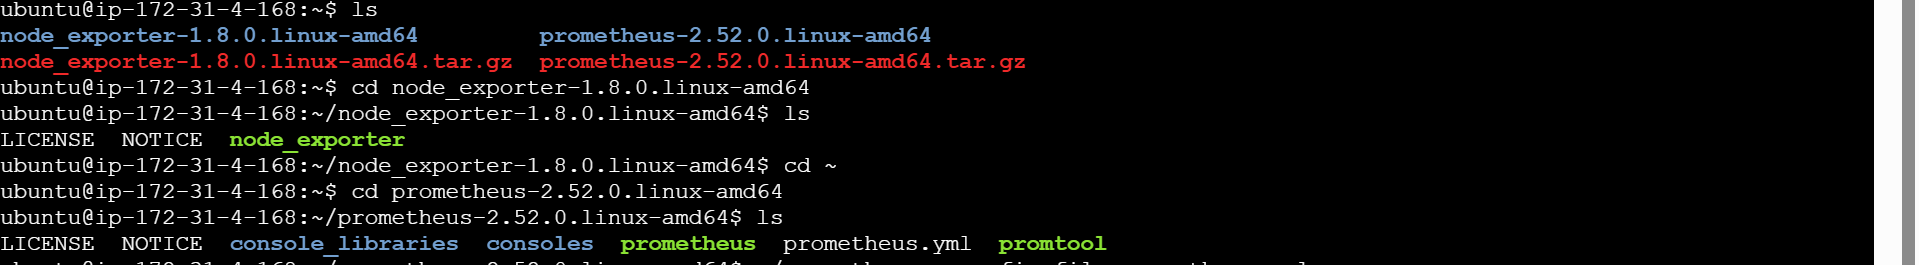 ubuntu@ip-172-31-4-168:~$ ls
node_exporter-1.8.0.linux-amd64 prometheus-2.52.0.linux-amd64
node_exporter-1.8.0.linux-amd64.tar.gz prometheus-2.52.0.linux-amd64.tar.gz
ubuntu@ip-172-31-4-168:~$ cd node_exporter-1.8.0.linux-amd64
ubuntu@ip-172-31-4-168:~/node_exporter-1.8.0.linux-amd64$ ls
LICENSE NOTICE node_exporter
ubuntu@ip-172-31-4-168:~/node_exporter-1.8.0.linux-amd64$ cd ~
ubuntu@ip-172-31-4-168:~$ cd prometheus-2.52.0.linux-amd64
ubuntu@ip-172-31-4-168:~/prometheus-2.52.0.linux-amd64$ ls
LICENSE NOTICE console_libraries consoles prometheus prometheus.yml promtool